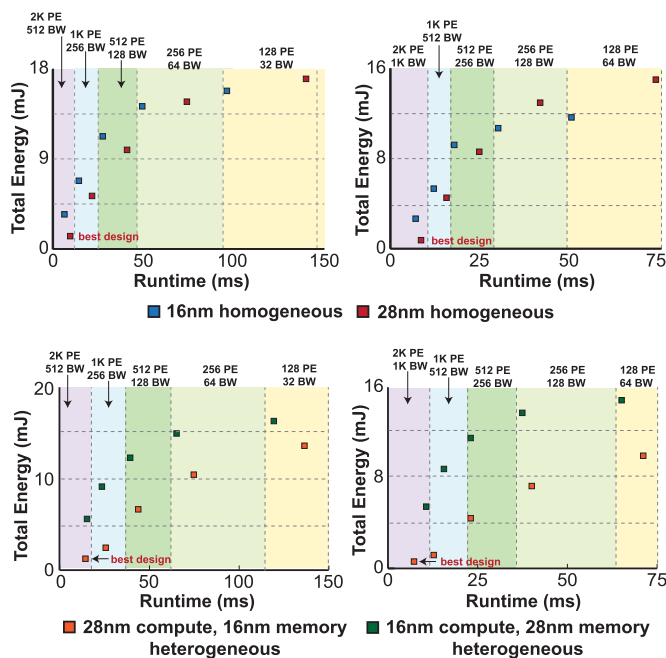 2K PE
512 BW
1K PE
256 BW
512 PE
128 BW
256 PE
64 BW
128 PE
32 BW
Total Energy (mJ)
18
9
0
best design
0 50 100 150
Runtime (ms)
2K PE
1K BW
1K PE
512 BW
512 PE
256 BW
256 PE
128 BW
128 PE
64 BW
Total Energy (mJ)
16
8
0
best design
0 25 50 75
Runtime (ms)
16nm homogeneous 28nm homogeneous
2K PE
512 BW
1K PE
256 BW
512 PE
128 BW
256 PE
64 BW
128 PE
32 BW
Total Energy (mJ)
20
10
0
best design
0 50 100 150
Runtime (ms)
2K PE
1K BW
1K PE
512 BW
512 PE
256 BW
256 PE
128 BW
128 PE
64 BW
Total Energy (mJ)
16
8
0
best design
0 25 50 75
Runtime (ms)
28nm compute, 16nm memory
heterogeneous
16nm compute, 28nm memory
heterogeneous